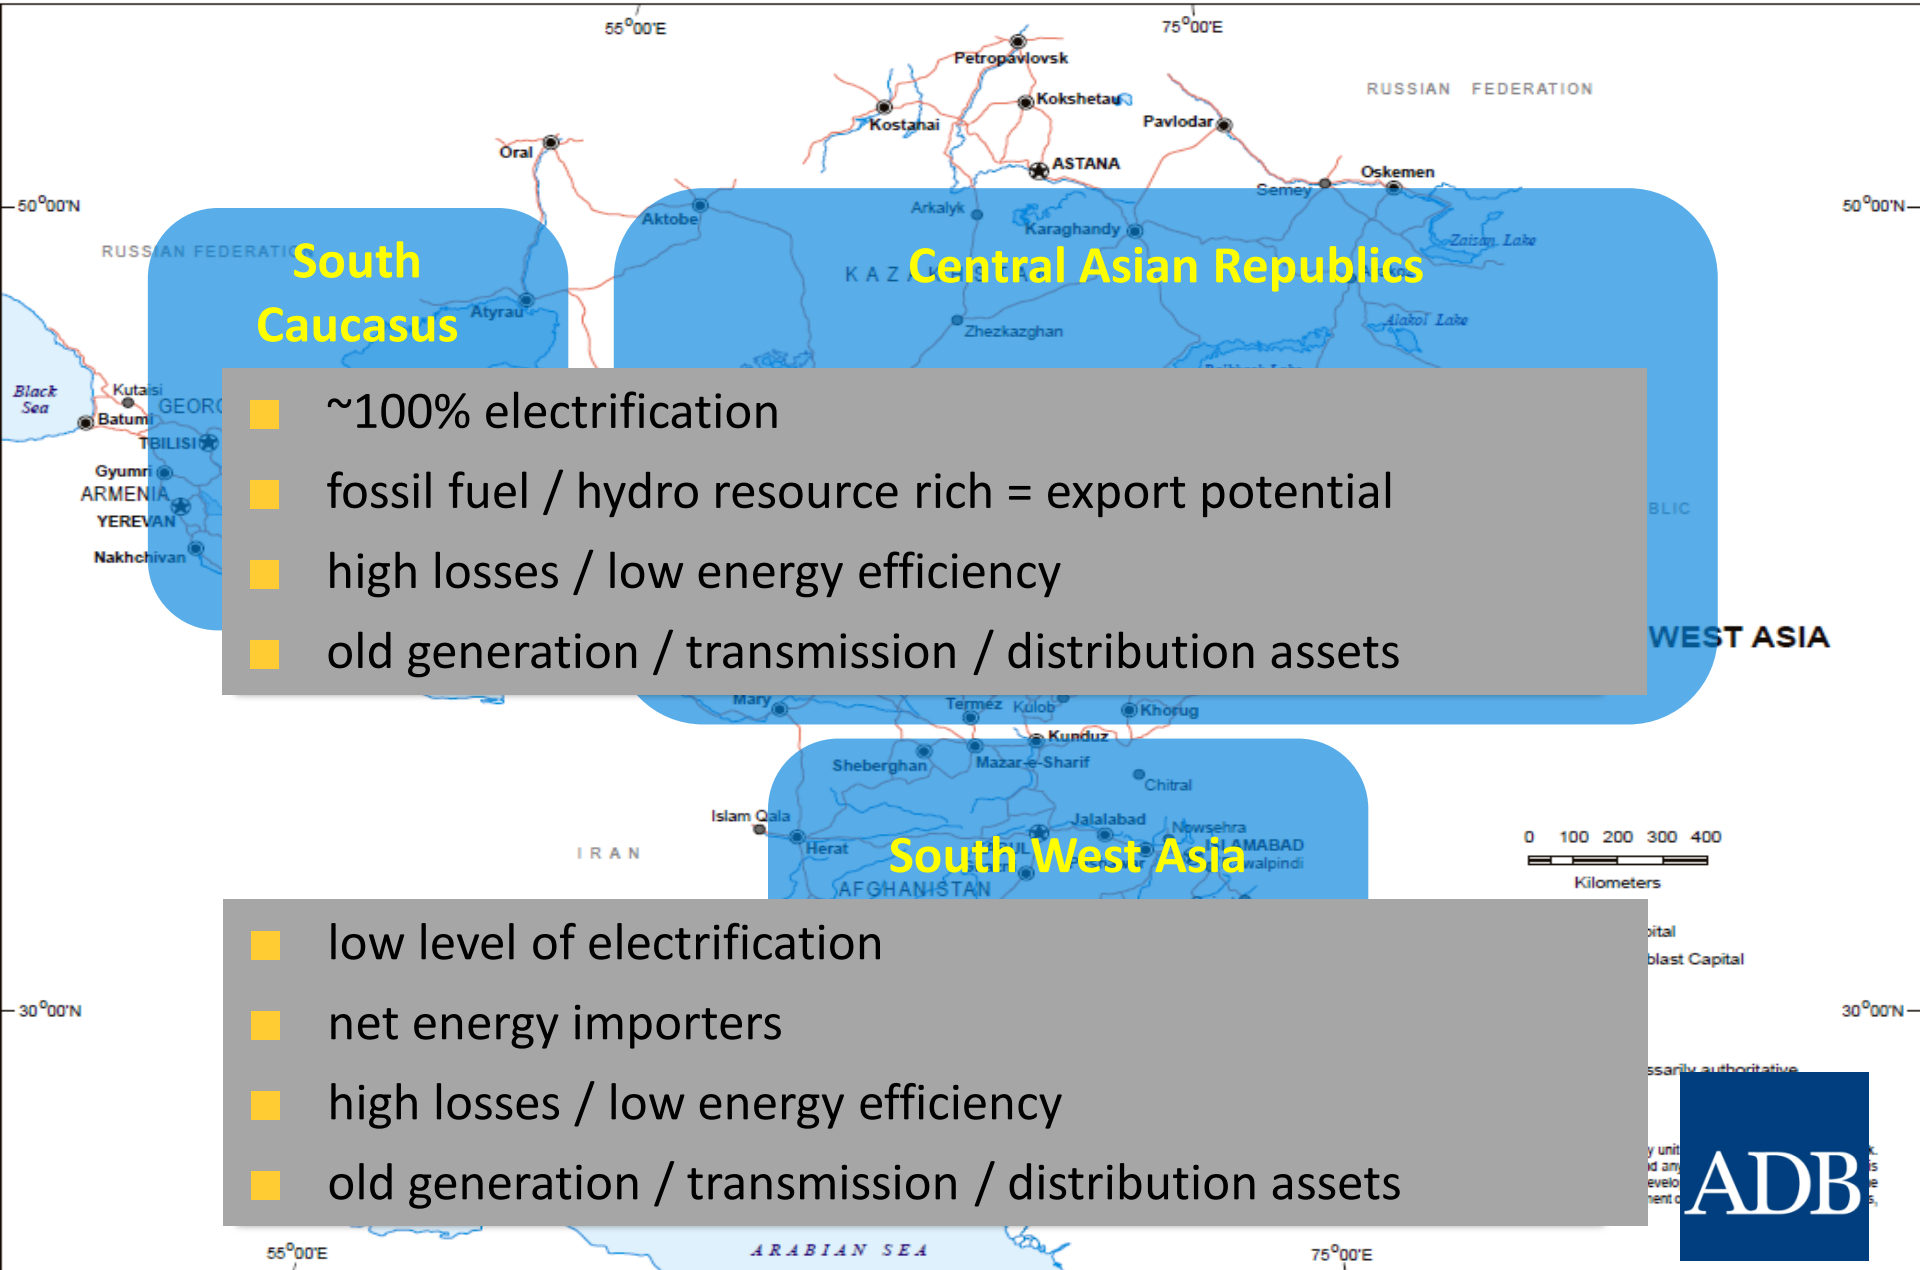 55°00'E
75°00'E
Petropavlovsk
RUSSIAN FEDERATION
Kokshetau
Kostanai
Pavlodar
Oral
ASTANA
Oskemen
Semey
50°00'N
Aktobe
Arkalyk
Karaghandy
50°00'N
RUSSIAN FEDERATION
South
Caucasus
Central Asian Republics
Zaisan Lake
Atyrau
Zhezkazghan
Alakol Lake
Black
Sea
Kutaisi
Batumi
TBILISI
Gyumri
ARMENIA
YEREVAN
Nakhchivan
~100% electrification
fossil fuel / hydro resource rich = export potential
high losses / low energy efficiency
old generation / transmission / distribution assets
WEST ASIA
Mary
Termez
Kulob
Khorug
Kunduz
Sheberghan
Mazar-e-Sharif
Chitral
Islam Qala
Herat
Jalalabad
Nowsehra
IRAN
South West Asia
AFGHANISTAN
0 100 200 300 400
Kilometers
low level of electrification
net energy importers
high losses / low energy efficiency
old generation / transmission / distribution assets
Capital
30°00'N
30°00'N
authoritative
ADB
55°00'E
ARABIAN SEA
75°00'E